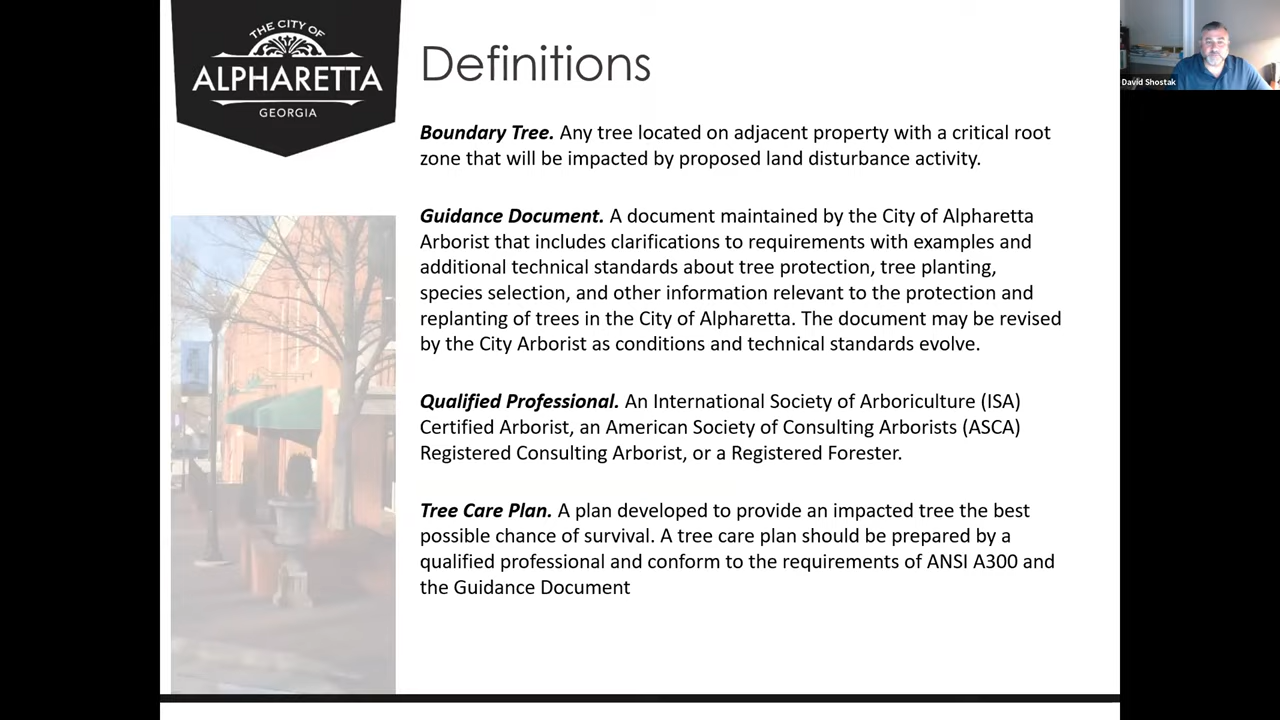 THE CITY OF
ALPHARETTA
GEORGIA
Definitions
David Shostak
Boundary Tree. Any tree located on adjacent property with a critical root
zone that will be impacted by proposed land disturbance activity.
Guidance Document. A document maintained by the City of Alpharetta
Arborist that includes clarifications to requirements with examples and
additional technical standards about tree protection, tree planting,
species selection, and other information relevant to the protection and
replanting of trees in the City of Alpharetta. The document may be revised
by the City Arborist as conditions and technical standards evolve.
Qualified Professional. An International Society of Arboriculture (ISA)
Certified Arborist, an American Society of Consulting Arborists (ASCA)
Registered Consulting Arborist, or a Registered Forester.
Tree Care Plan. A plan developed to provide an impacted tree the best
possible chance of survival. A tree care plan should be prepared by a
qualified professional and conform to the requirements of ANSI A300 and
the Guidance Document